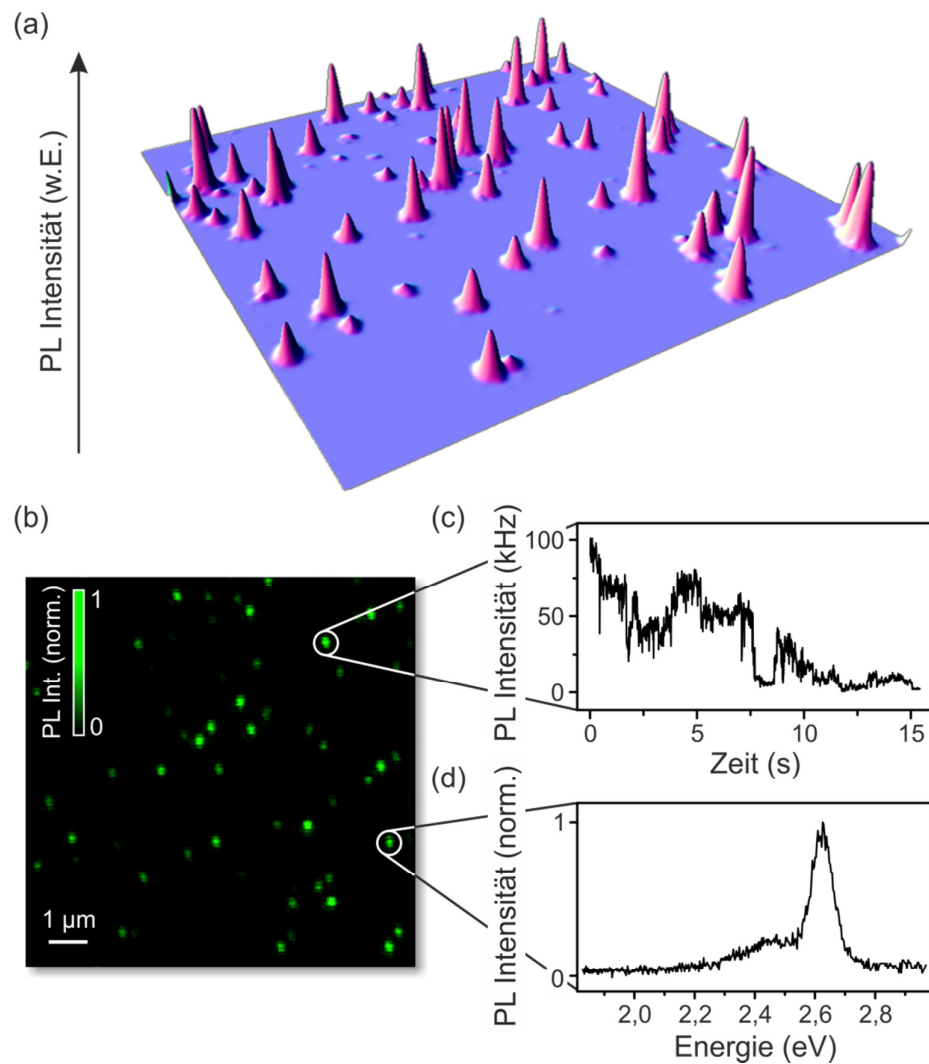 (a)
PL Intensität (w.E.)
(b)
PL Int. (norm.)
1
0
1 µm
(c)
PL Intensität (kHz)
100
50
0
0
5
10
15
Zeit (s)
(d)
PL Intensität (norm.)
1
0
2,0
2,2
2,4
2,6
2,8
Energie (eV)